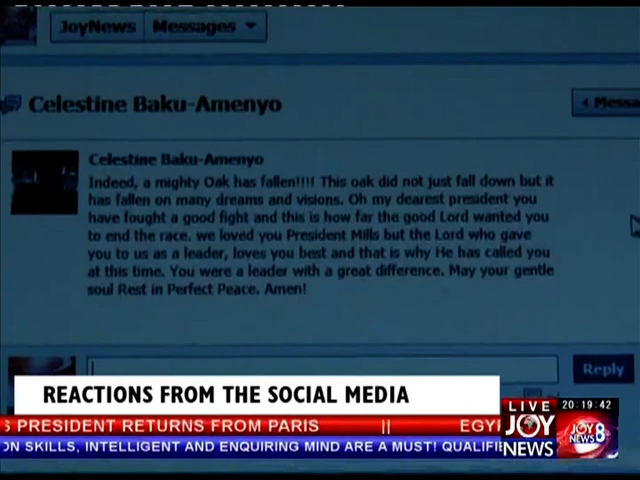 JoyNews Messages
Celestine Baku-Amenyo
Messa
Celestine Baku-Amenyo
Indeed, a mighty Oak has fallen!!!! This oak did not just fall down but it
has fallen on many dreams and visions. Oh my dearest president you
have fought a good fight and this is how far the good Lord wanted you
to end the race. we loved you President Mills but the Lord who gave
you to us as a leader, loves you best and that is why He has called you
at this time. You were a leader with a great difference. May your gentle
soul Rest in Perfect Peace. Amen!
Reply
REACTIONS FROM THE SOCIAL MEDIA
S PRESIDENT RETURNS FROM PARIS || EGY
ON SKILLS, INTELLIGENT AND ENQUIRING MIND ARE A MUST! QUALIFI
LIVE 20:19:42
JOY NEWS
JOY NEWS 8